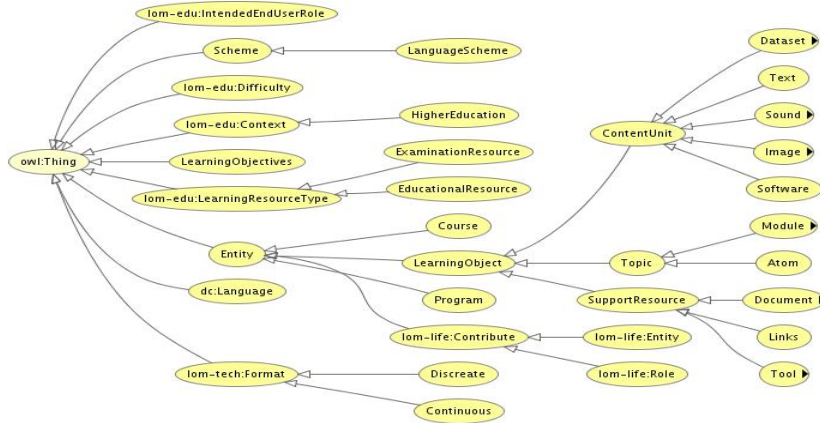 lom-edu:IntendedEndUserRole
Scheme
LanguageScheme
lom-edu:Difficulty
lom-edu:Context
HigherEducation
owl:Thing
LearningObjectives
ExaminationResource
lom-edu:LearningResourceType
EducationalResource
Entity
Course
LearningObject
Program
dc:Language
lom-life:Contribute
lom-life:Entity
lom-life:Role
lom-tech:Format
Discreate
Continuous
ContentUnit
Dataset
Text
Sound
Image
Software
Topic
Module
Atom
SupportResource
Document
Links
Tool